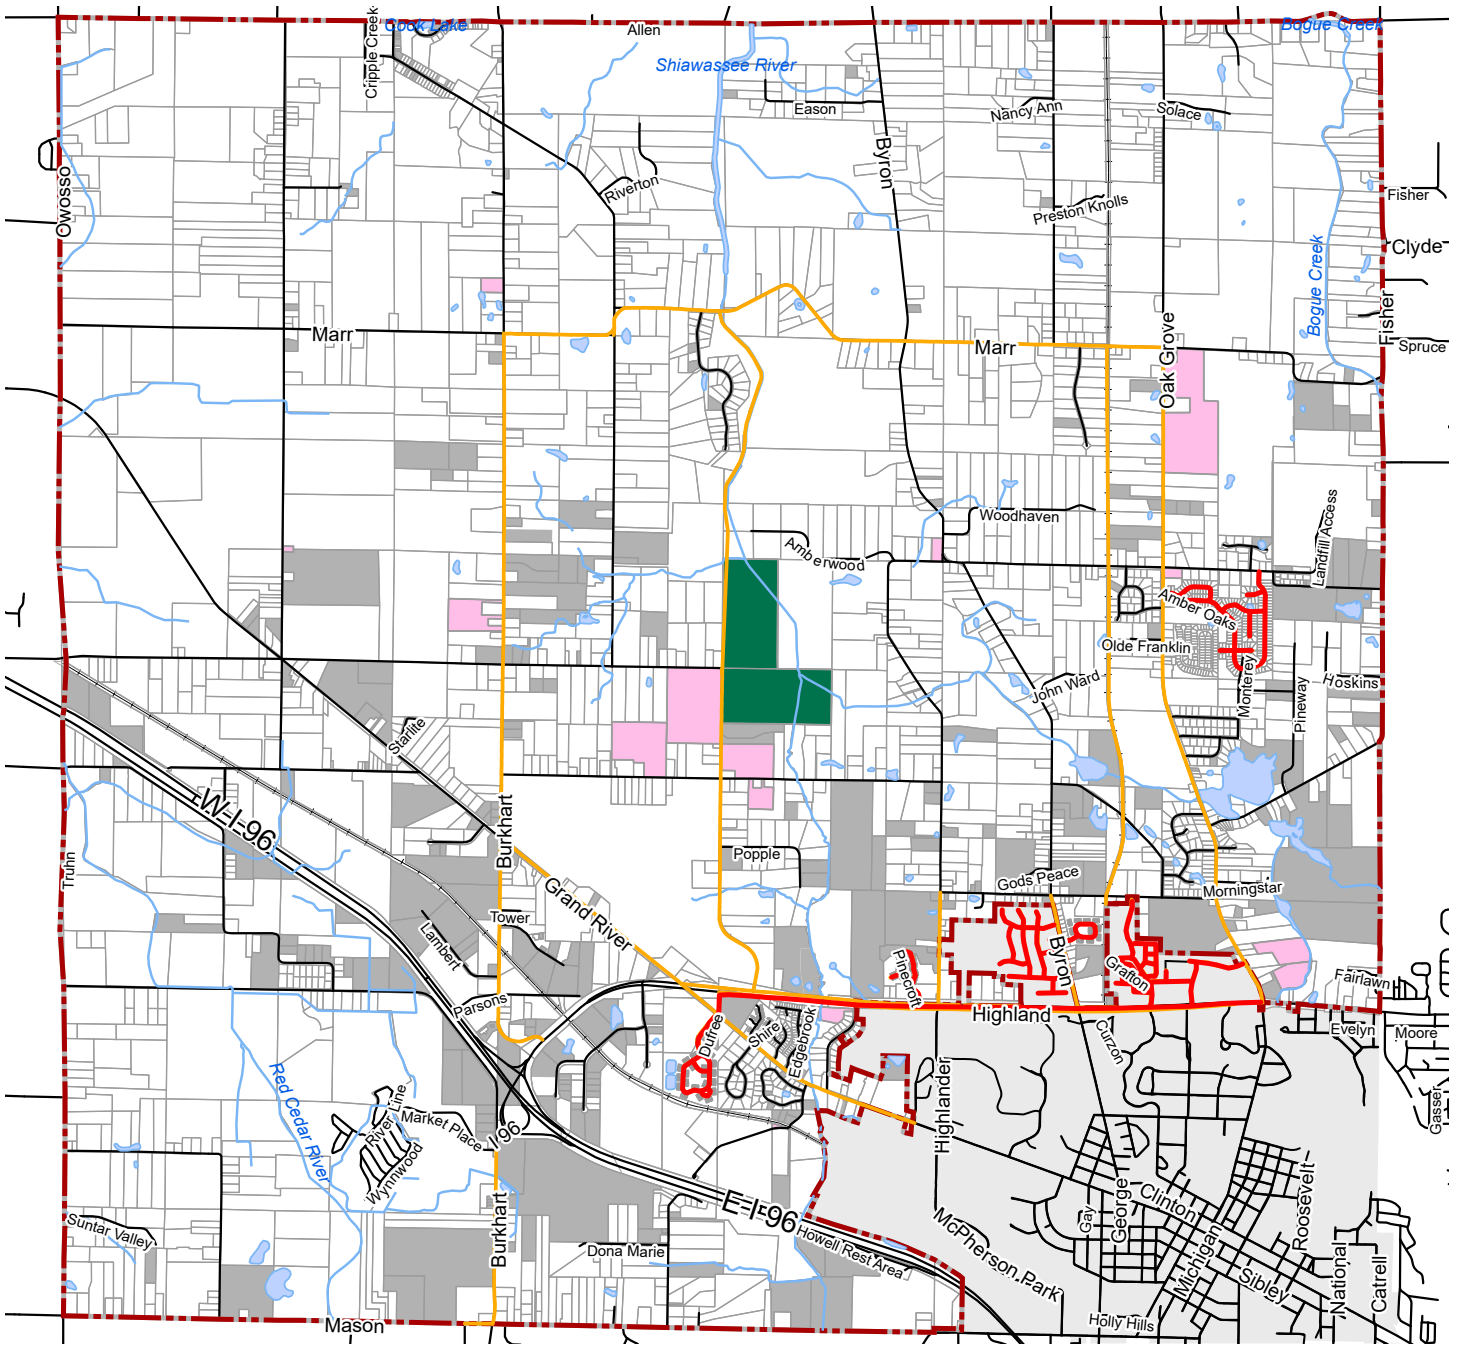 Cook Lake
Bogue Creek
Allen
Cripple Creek
Shiawassee River
Eason
Nancy Ann
Solace
Byron
Owosso
Riverton
Preston Knolls
Fisher
Clyde
Bogue Creek
Fisher
Marr
Marr
Oak Grove
Spruce
Woodhaven
Landfill Access
Amberwood
Amber Oaks
Olde Franklin
John Ward
Monterey
Hoskins
Pineway
Starlite
W-I-96
Burkhart
Truhn
Popple
Grand River
Gods Peace
Morningstar
Tower
Lambert
Pinecroft
Byron
Grafton
Fairlawn
Parsons
Highland
Dufree
Shire
Edgebrook
Curzon
Evelyn
Moore
Red Cedar River
River Line
Market Place
I 96
Wynnwood
Highlander
Gasser
Suntar Valley
Burkhart
E-I-96
Dona Marie
Howell Rest Area
McPherson Park
Gay
George
Clinton
Michigan
Sibley
Roosevelt
National
Cattrell
Mason
Holly Hills